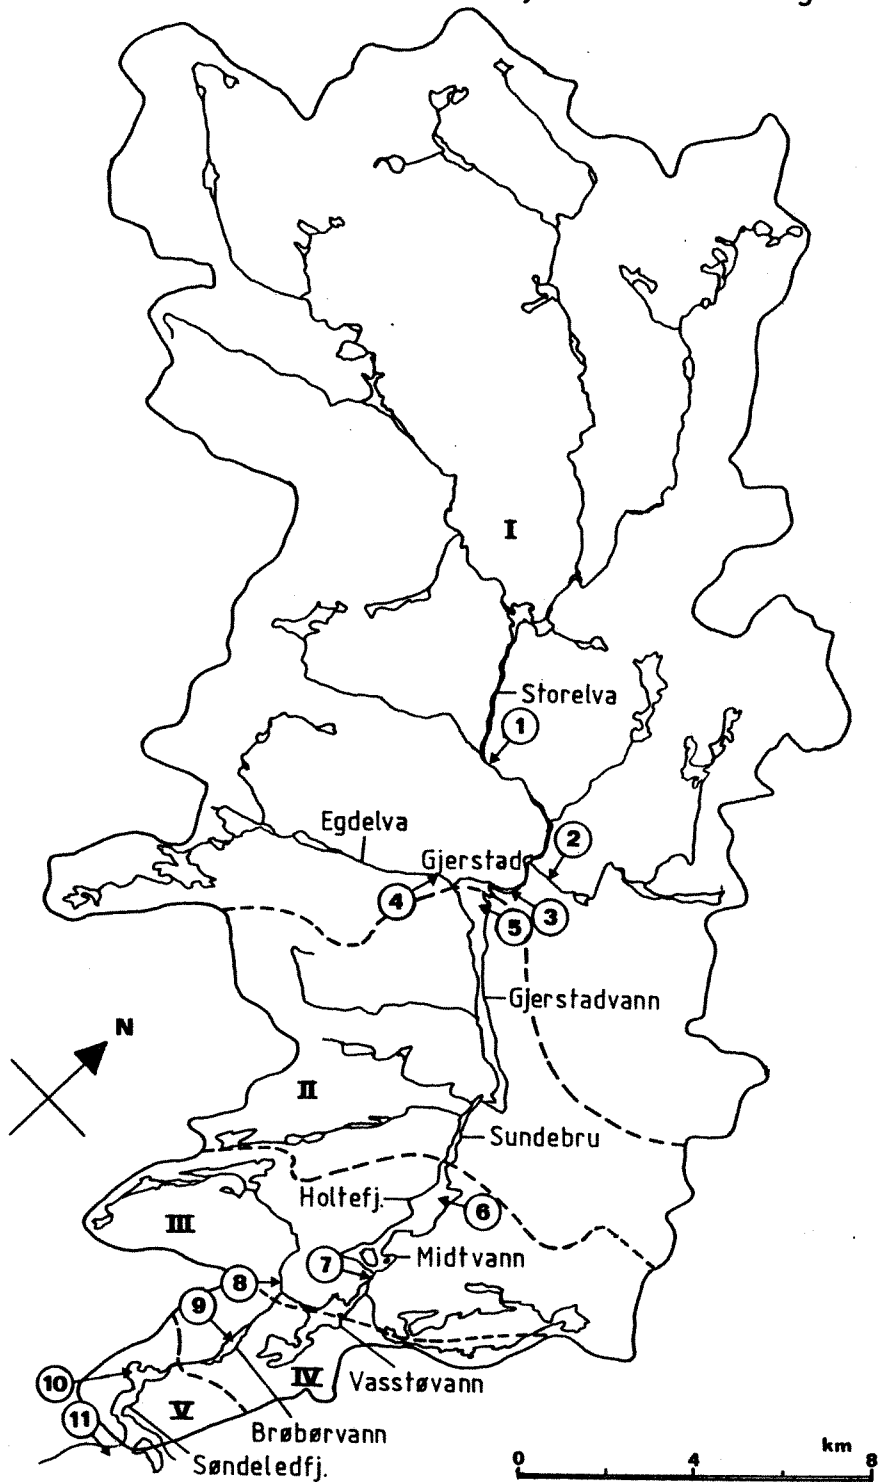 I
Storelva
1
Egdelva
2
Gjerstad
4
3
5
Gjerstadvann
N
II
Sundebru
Holtefj.
6
III
Midtvann
7
8
9
IV
Vasstøvann
10
V
11
Brøbørvann
Søndeledfj.
km
0 4 8